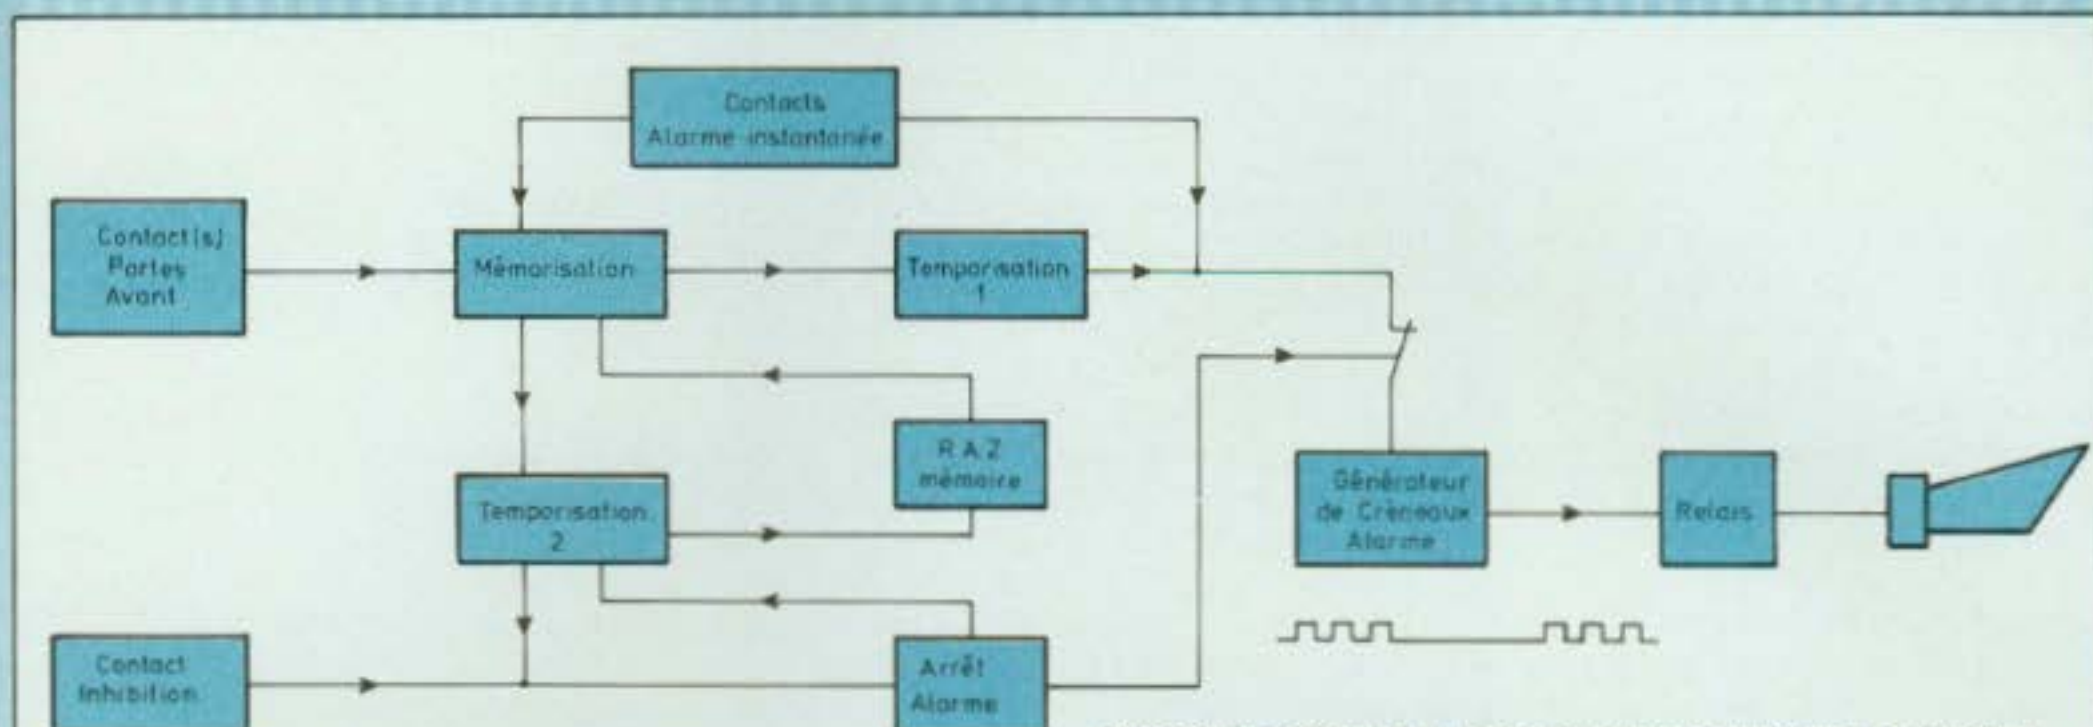 Contacts
Alarme instantanée
Contact(s)
Portes
Avant
Mémorisation
Temporisation
1
R.A.Z
mémoire
Temporisation
2
Générateur
de Créneaux
Alarme
Relais
Contact
Inhibition
Arrêt
Alarme